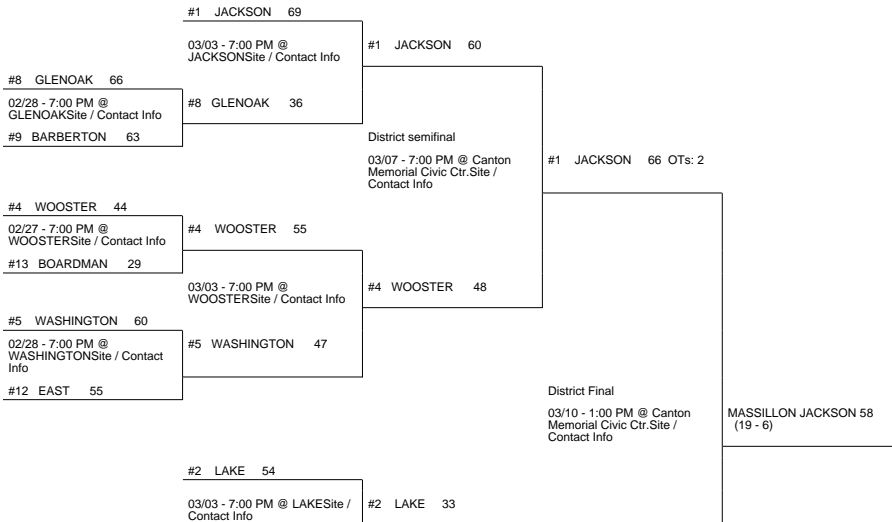 #1 JACKSON 69
03/03 - 7:00 PM @
JACKSONSite / Contact Info
#1 JACKSON 60
#8 GLENOAK 66
02/28 - 7:00 PM @
GLENOAKSite / Contact Info
#8 GLENOAK 36
#9 BARBERTON 63
District semifinal
03/07 - 7:00 PM @ Canton
Memorial Civic Ctr.Site /
Contact Info
#1 JACKSON 66 OTs: 2
#4 WOOSTER 44
02/27 - 7:00 PM @
WOOSTERSite / Contact Info
#4 WOOSTER 55
#13 BOARDMAN 29
03/03 - 7:00 PM @
WOOSTERSite / Contact Info
#4 WOOSTER 48
#5 WASHINGTON 60
02/28 - 7:00 PM @
WASHINGTONSite / Contact
Info
#5 WASHINGTON 47
#12 EAST 55
District Final
03/10 - 1:00 PM @ Canton
Memorial Civic Ctr.Site /
Contact Info
MASSILLON JACKSON 58
(19 - 6)
#2 LAKE 54
03/03 - 7:00 PM @ LAKESite /
Contact Info
#2 LAKE 33